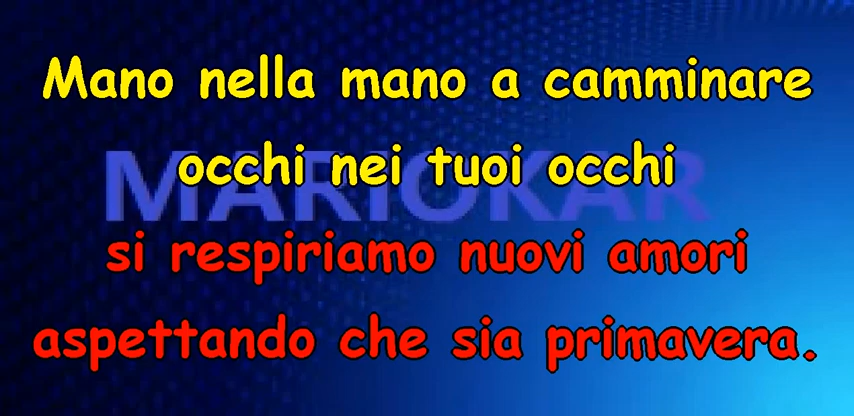 Mano nella mano a camminare
occhi nei tuoi occhi
MARIOKAR
si respiriamo nuovi amori
aspettando che sia primavera.